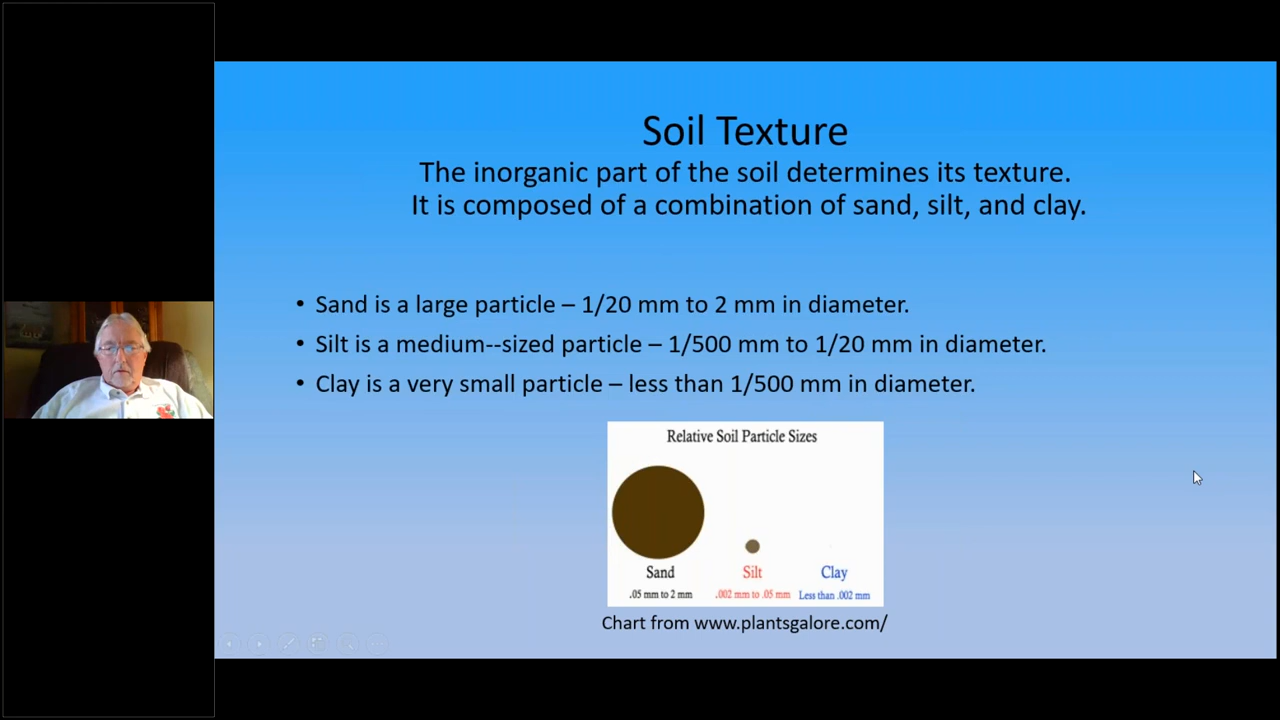 Soil Texture
The inorganic part of the soil determines its texture.
It is composed of a combination of sand, silt, and clay.
• Sand is a large particle – 1/20 mm to 2 mm in diameter.
• Silt is a medium--sized particle – 1/500 mm to 1/20 mm in diameter.
• Clay is a very small particle – less than 1/500 mm in diameter.
Relative Soil Particle Sizes
Sand Silt Clay
.05 mm to 2 mm .002 mm to .05 mm Less than .002 mm
Chart from www.plantsgalore.com/